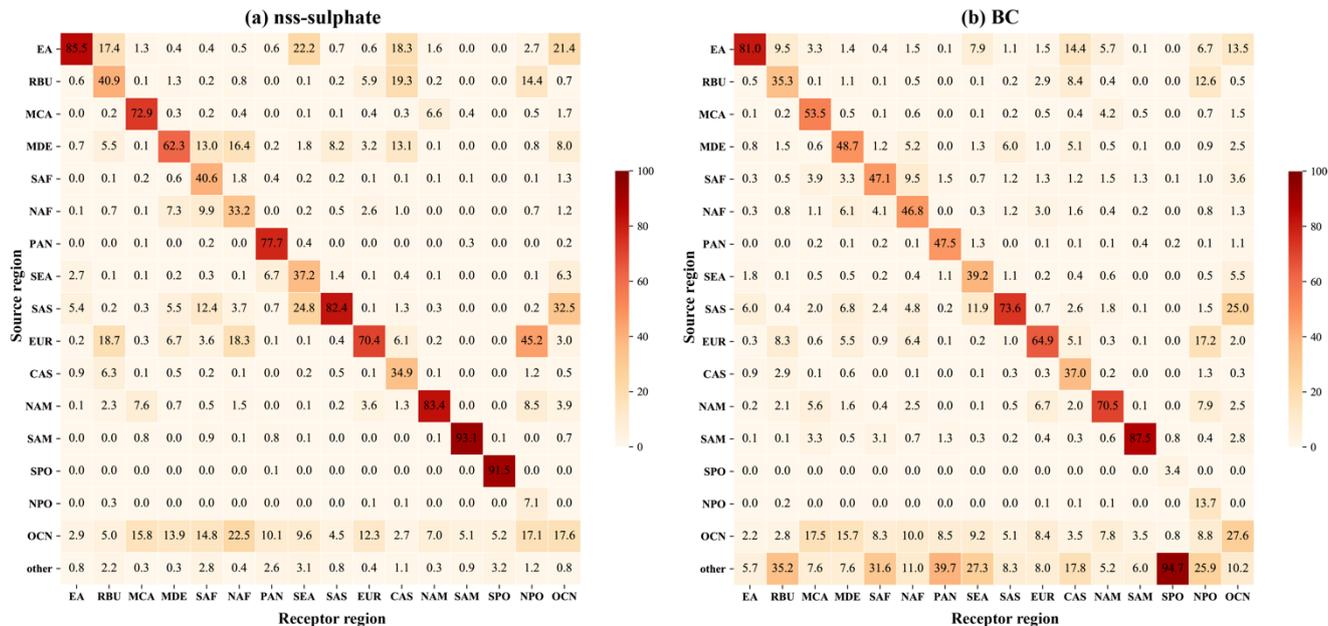 (a) nss-sulphate
EA 85.5 17.4 1.3 0.4 0.4 0.5 0.6 22.2 0.7 0.6 18.3 1.6 0.0 0.0 2.7 21.4
RBU 0.6 40.9 0.1 1.3 0.2 0.8 0.0 0.1 0.2 5.9 19.3 0.2 0.0 0.0 14.4 0.7
MCA 0.0 0.2 72.9 0.3 0.2 0.4 0.0 0.1 0.1 0.4 0.3 6.6 0.4 0.0 0.5 1.7
MDE 0.7 5.5 0.1 62.3 13.0 16.4 0.2 1.8 8.2 3.2 13.1 0.1 0.0 0.0 0.9 8.0
SAF 0.0 0.1 0.2 0.6 40.6 1.8 0.4 0.2 0.2 0.1 0.1 0.1 0.1 0.0 0.1 1.3
NAF 0.1 0.7 0.1 7.3 9.9 33.2 0.0 0.2 0.5 2.6 1.0 0.0 0.0 0.0 0.7 1.2
PAN 0.0 0.0 0.1 0.0 0.2 0.0 77.7 0.4 0.0 0.0 0.0 0.0 0.3 0.0 0.0 0.2
SEA 2.7 0.1 0.1 0.2 0.3 0.1 6.7 37.2 1.4 0.1 0.4 0.1 0.0 0.0 0.1 6.3
SAS 5.4 0.2 0.3 5.5 12.4 3.7 0.7 24.8 82.4 0.1 1.3 0.3 0.0 0.0 0.2 32.5
EUR 0.2 18.7 0.3 6.7 3.6 18.3 0.1 0.1 0.4 70.4 6.1 0.2 0.0 0.0 45.2 3.0
CAS 0.9 6.3 0.1 0.5 0.2 0.1 0.0 0.2 0.5 0.1 34.9 0.1 0.0 0.0 1.2 0.5
NAM 0.1 2.3 7.6 0.7 0.5 1.5 0.0 0.1 0.2 3.6 1.3 83.4 0.0 0.0 8.5 3.9
SAM 0.0 0.0 0.8 0.0 0.9 0.1 0.8 0.1 0.0 0.0 0.0 0.1 93.1 0.1 0.0 0.7
SPO 0.0 0.0 0.0 0.0 0.0 0.0 0.1 0.0 0.0 0.0 0.0 0.0 0.0 91.5 0.0 0.0
NPO 0.0 0.3 0.0 0.0 0.0 0.0 0.0 0.0 0.0 0.1 0.1 0.0 0.0 0.0 7.1 0.0
OCN 2.9 5.0 15.8 13.9 14.8 22.5 10.1 9.6 4.5 12.3 2.7 7.0 5.1 5.2 17.1 17.6
other 0.8 2.2 0.3 0.3 2.8 0.4 2.6 3.1 0.8 0.4 1.1 0.3 0.9 3.2 1.2 0.8
EA RBU MCA MDE SAF NAF PAN SEA SAS EUR CAS NAM SAM SPO NPO OCN
Receptor region
Source region
100
80
60
40
20
0
(b) BC
EA 81.0 9.5 3.3 1.4 0.4 1.5 0.1 7.9 1.1 1.5 14.4 5.7 0.1 0.0 6.7 13.5
RBU 0.5 35.3 0.1 1.1 0.1 0.5 0.0 0.1 0.2 2.9 8.4 0.4 0.0 0.0 12.6 0.5
MCA 0.1 0.2 53.5 0.5 0.1 0.6 0.0 0.1 0.2 0.5 0.4 4.2 0.5 0.0 0.7 1.5
MDE 0.8 1.5 0.6 48.7 1.2 5.2 0.0 1.3 6.0 1.0 5.1 0.5 0.1 0.0 0.9 2.5
SAF 0.3 0.5 3.9 3.3 47.1 9.5 1.5 0.7 1.2 1.3 1.2 1.5 1.3 0.1 1.0 3.6
NAF 0.3 0.8 1.1 6.1 4.1 46.8 0.0 0.3 1.2 3.0 1.6 0.4 0.2 0.0 0.8 1.3
PAN 0.0 0.0 0.2 0.1 0.2 0.1 47.5 1.3 0.0 0.1 0.1 0.1 0.4 0.2 0.1 1.1
SEA 1.8 0.1 0.5 0.5 0.2 0.4 1.1 39.2 1.1 0.2 0.4 0.6 0.0 0.0 0.5 5.5
SAS 6.0 0.4 2.0 6.8 2.4 4.8 0.2 11.9 73.6 0.7 2.6 1.8 0.1 0.0 1.5 25.0
EUR 0.3 8.3 0.6 5.5 0.9 6.4 0.1 0.2 1.0 64.9 5.1 0.3 0.1 0.0 17.2 2.0
CAS 0.9 2.9 0.1 0.6 0.0 0.1 0.0 0.1 0.3 0.3 37.0 0.2 0.0 0.0 1.3 0.3
NAM 0.2 2.1 5.6 1.6 0.4 2.5 0.0 0.1 0.5 6.7 2.0 70.5 0.1 0.0 7.9 2.5
SAM 0.1 0.1 3.3 0.5 3.1 0.7 1.3 0.3 0.2 0.4 0.3 0.6 87.5 0.8 0.4 2.8
SPO 0.0 0.0 0.0 0.0 0.0 0.0 0.0 0.0 0.0 0.0 0.0 0.0 0.0 3.4 0.0 0.0
NPO 0.0 0.2 0.0 0.0 0.0 0.0 0.0 0.0 0.0 0.1 0.1 0.1 0.0 0.0 13.7 0.0
OCN 2.2 2.8 17.5 15.7 8.3 10.0 8.5 9.2 5.1 8.4 3.5 7.8 3.5 0.8 8.8 27.6
other 5.7 35.2 7.6 7.6 31.6 11.0 39.7 27.3 8.3 8.0 17.8 5.2 6.0 94.7 25.9 10.2
EA RBU MCA MDE SAF NAF PAN SEA SAS EUR CAS NAM SAM SPO NPO OCN
Receptor region
Source region
100
80
60
40
20
0